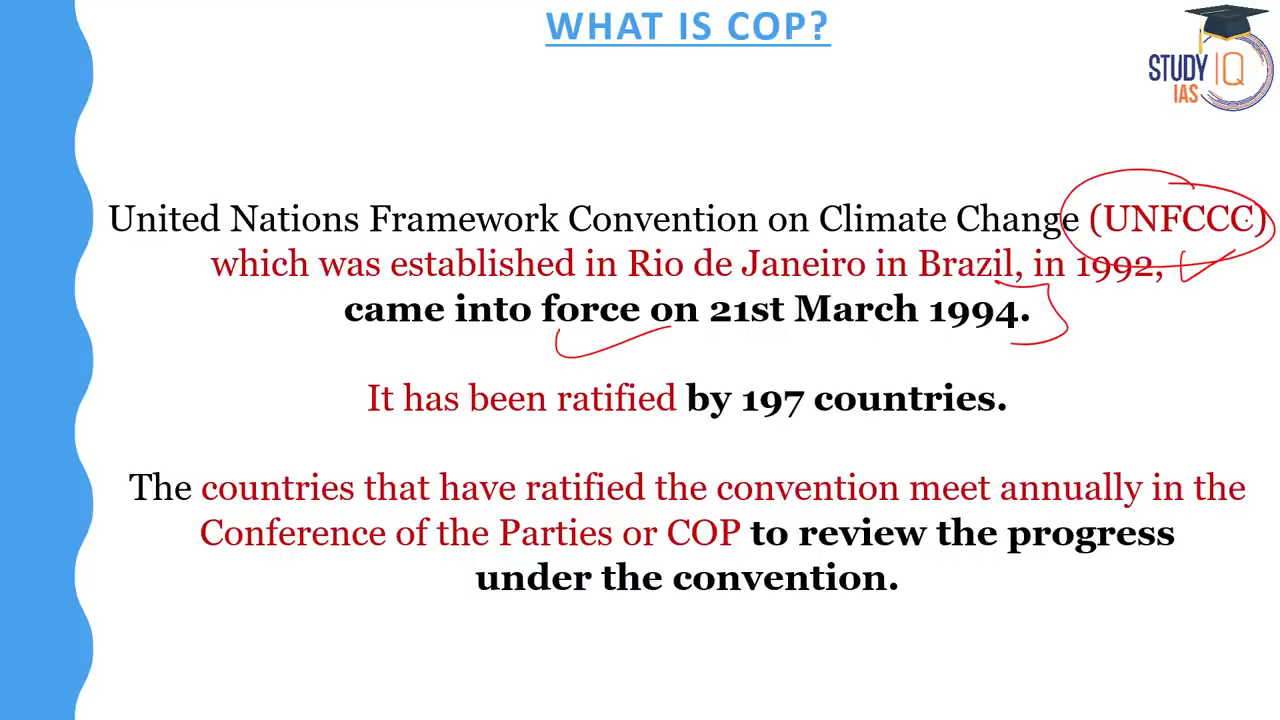 WHAT IS COP?
STUDY IQ
IAS
United Nations Framework Convention on Climate Change (UNFCCC)
which was established in Rio de Janeiro in Brazil, in 1992,
came into force on 21st March 1994.
It has been ratified by 197 countries.
The countries that have ratified the convention meet annually in the
Conference of the Parties or COP to review the progress
under the convention.